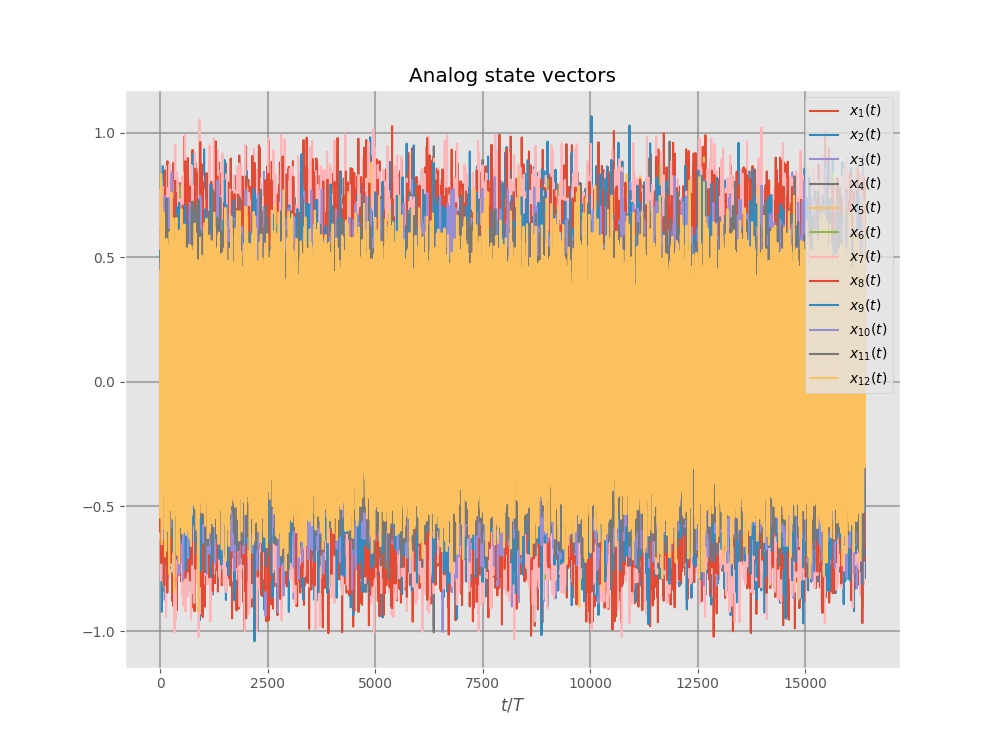 Analog state vectors
1.0
0.5
0.0
−0.5
−1.0
0
2500
5000
7500
10000
12500
15000
t/T
x₁(t)
x₂(t)
x₃(t)
x₄(t)
x₅(t)
x₆(t)
x₇(t)
x₈(t)
x₉(t)
x₁₀(t)
x₁₁(t)
x₁₂(t)